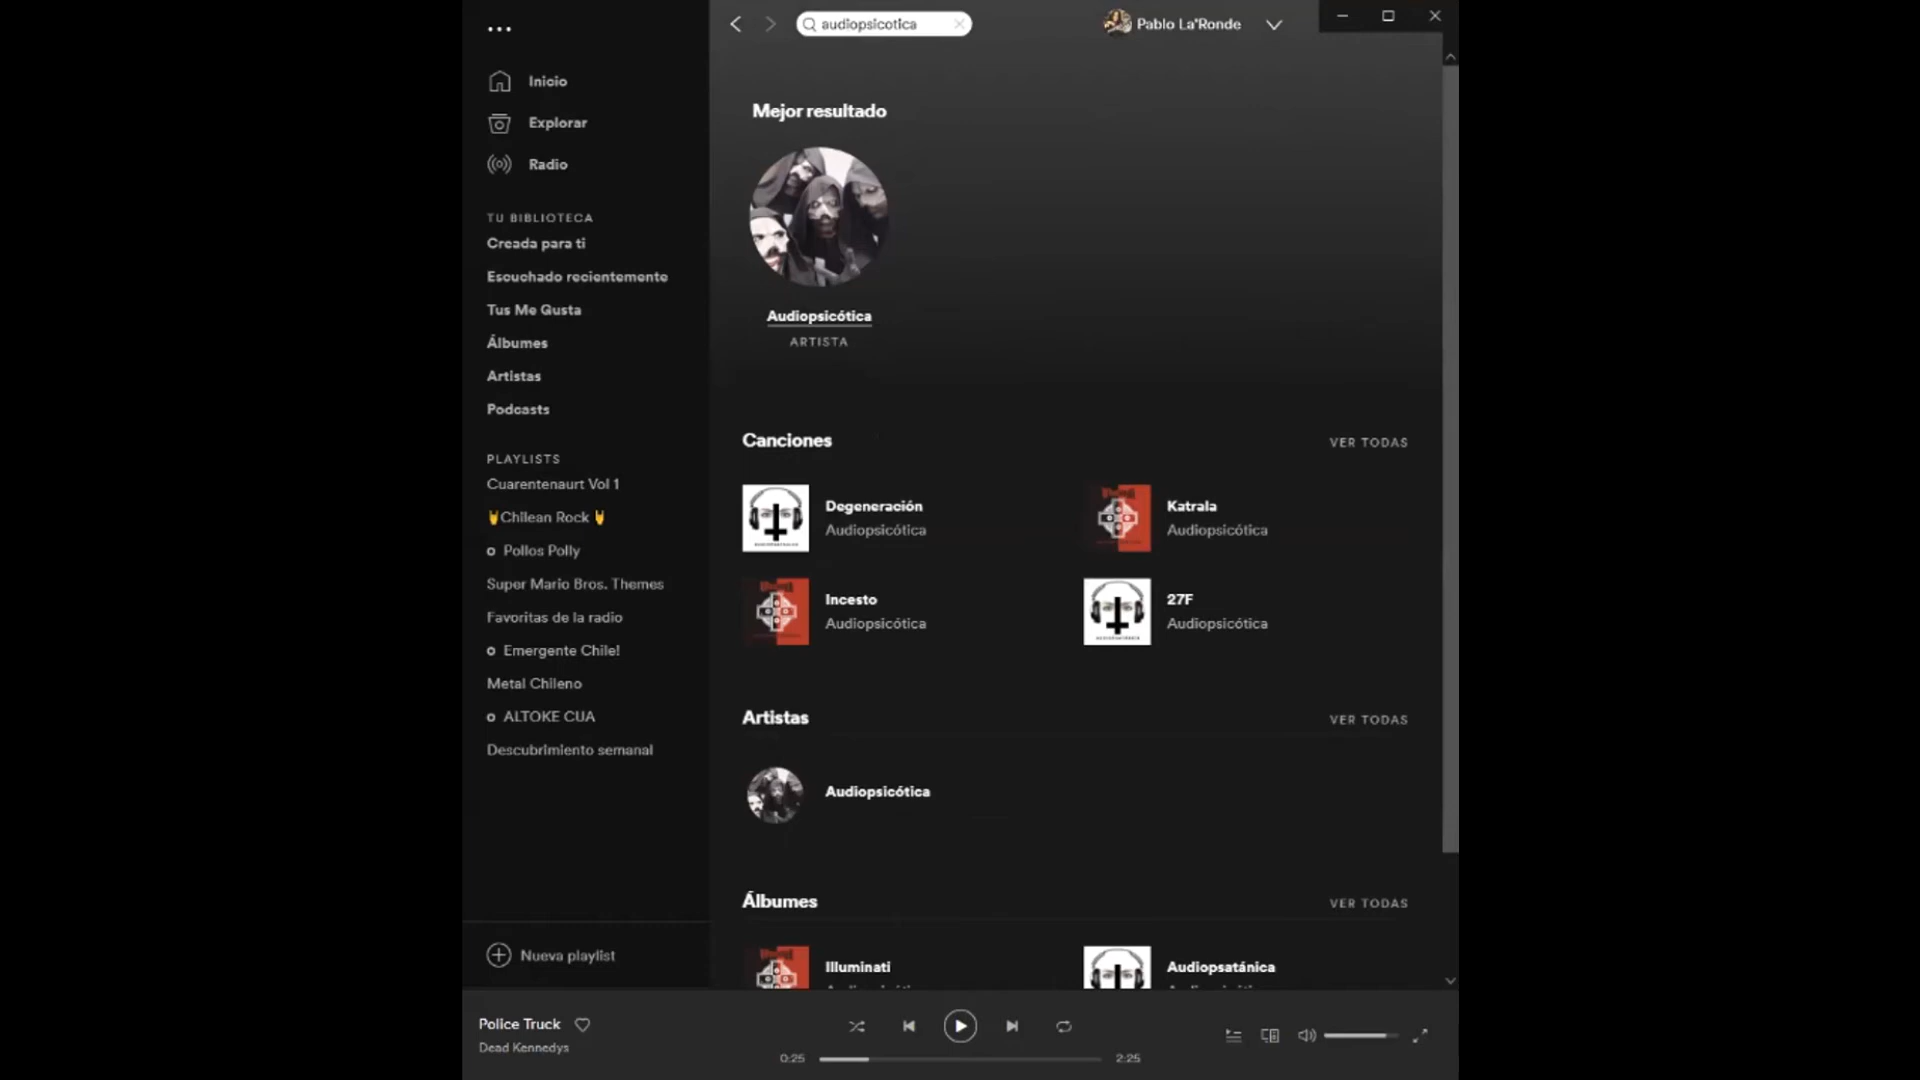 audiopsicotica
Pablo La'Ronde
Inicio
Explorar
Radio
TU BIBLIOTECA
Creada para ti
Escuchado recientemente
Tus Me Gusta
Álbumes
Artistas
Podcasts
PLAYLISTS
Cuarentenaurt Vol 1
🤘Chilean Rock 🤘
Pollos Polly
Super Mario Bros. Themes
Favoritas de la radio
Emergente Chile!
Metal Chileno
ALTOKE CUA
Descubrimiento semanal
Nueva playlist
Mejor resultado
Audiopsicótica
ARTISTA
Canciones
VER TODAS
Degeneración
Audiopsicótica
Katrala
Audiopsicótica
Incesto
Audiopsicótica
27F
Audiopsicótica
Artistas
VER TODAS
Audiopsicótica
Álbumes
VER TODAS
Illuminati
Audiopsatánica
Police Truck
Dead Kennedys
0:25
2:25